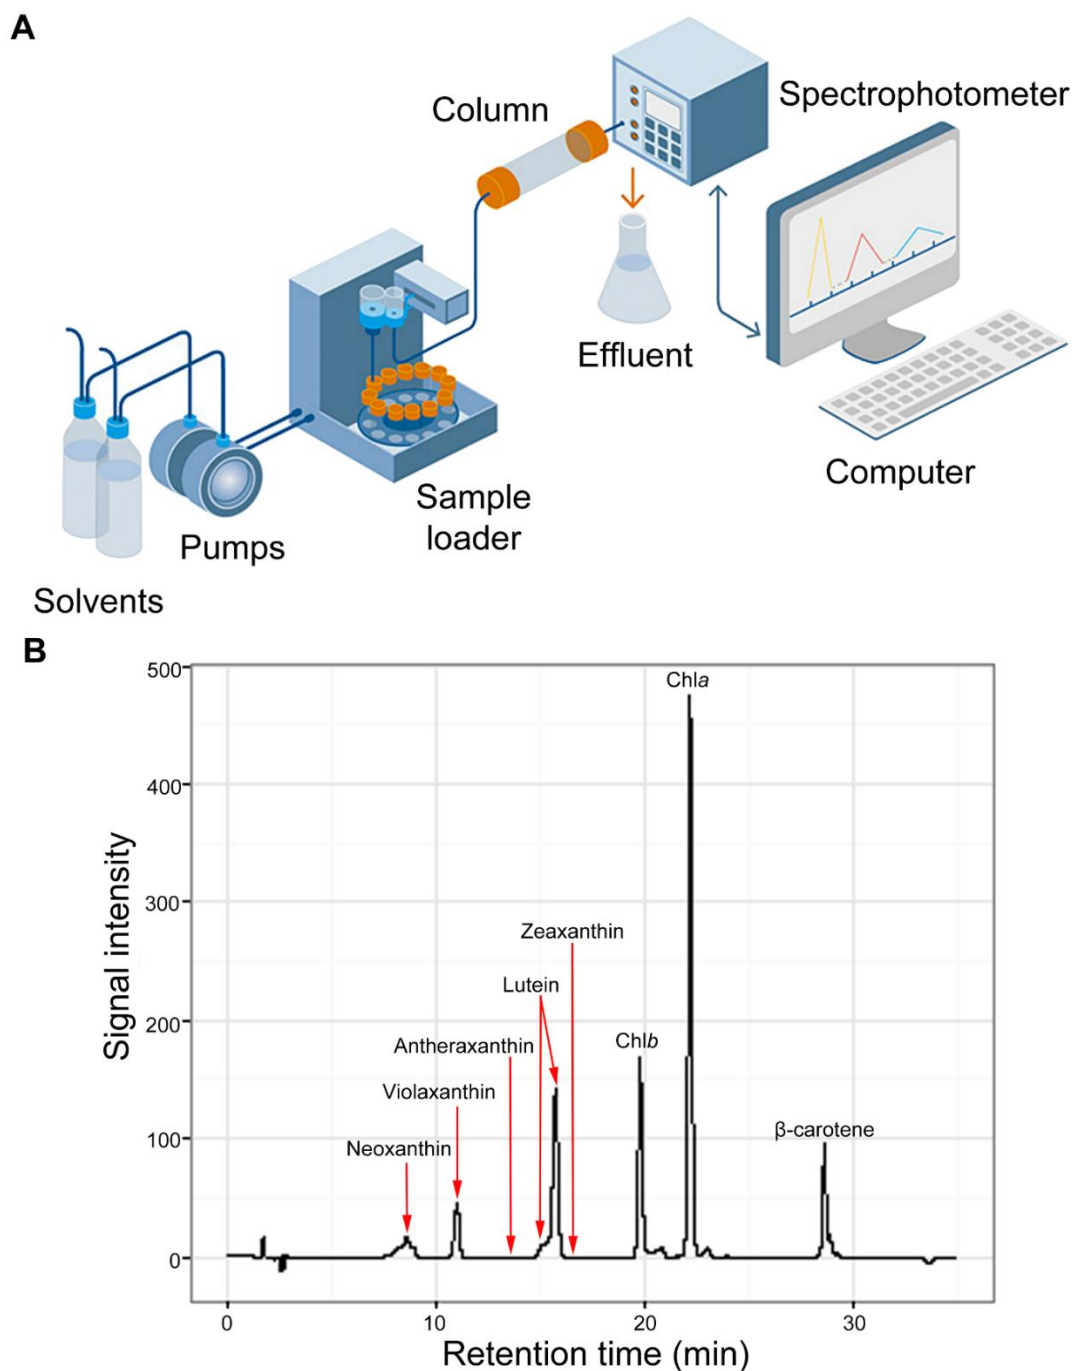 A
Column
Spectrophotometer
Effluent
Computer
Sample
loader
Pumps
Solvents
B
500
400
300
200
100
0
Signal intensity
Chla
Zeaxanthin
Lutein
Chlb
Antheraxanthin
Violaxanthin
Neoxanthin
β-carotene
0 10 20 30
Retention time (min)